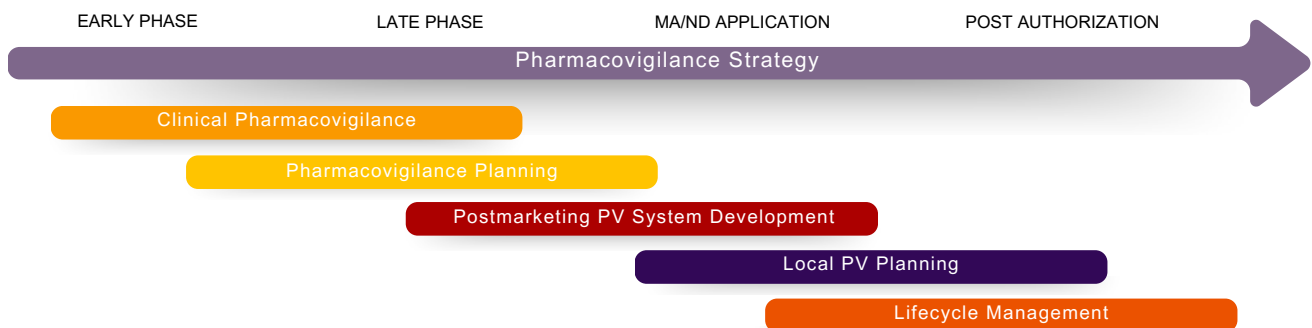 EARLY PHASE
LATE PHASE
MA/ND APPLICATION
POST AUTHORIZATION
Pharmacovigilance Strategy
Clinical Pharmacovigilance
Pharmacovigilance Planning
Postmarketing PV System Development
Local PV Planning
Lifecycle Management